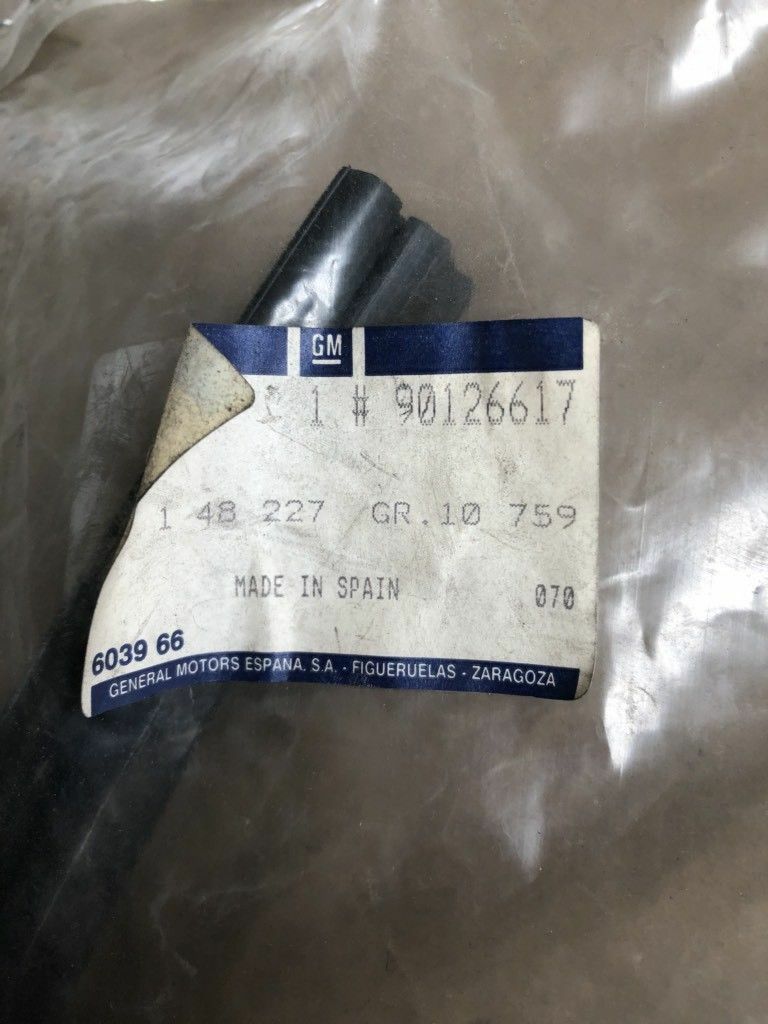 GM
1 # 90126617
1 48 227 GR.10 759
MADE IN SPAIN 070
6039 66
GENERAL MOTORS ESPANA. S.A. - FIGUERUELAS - ZARAGOZA